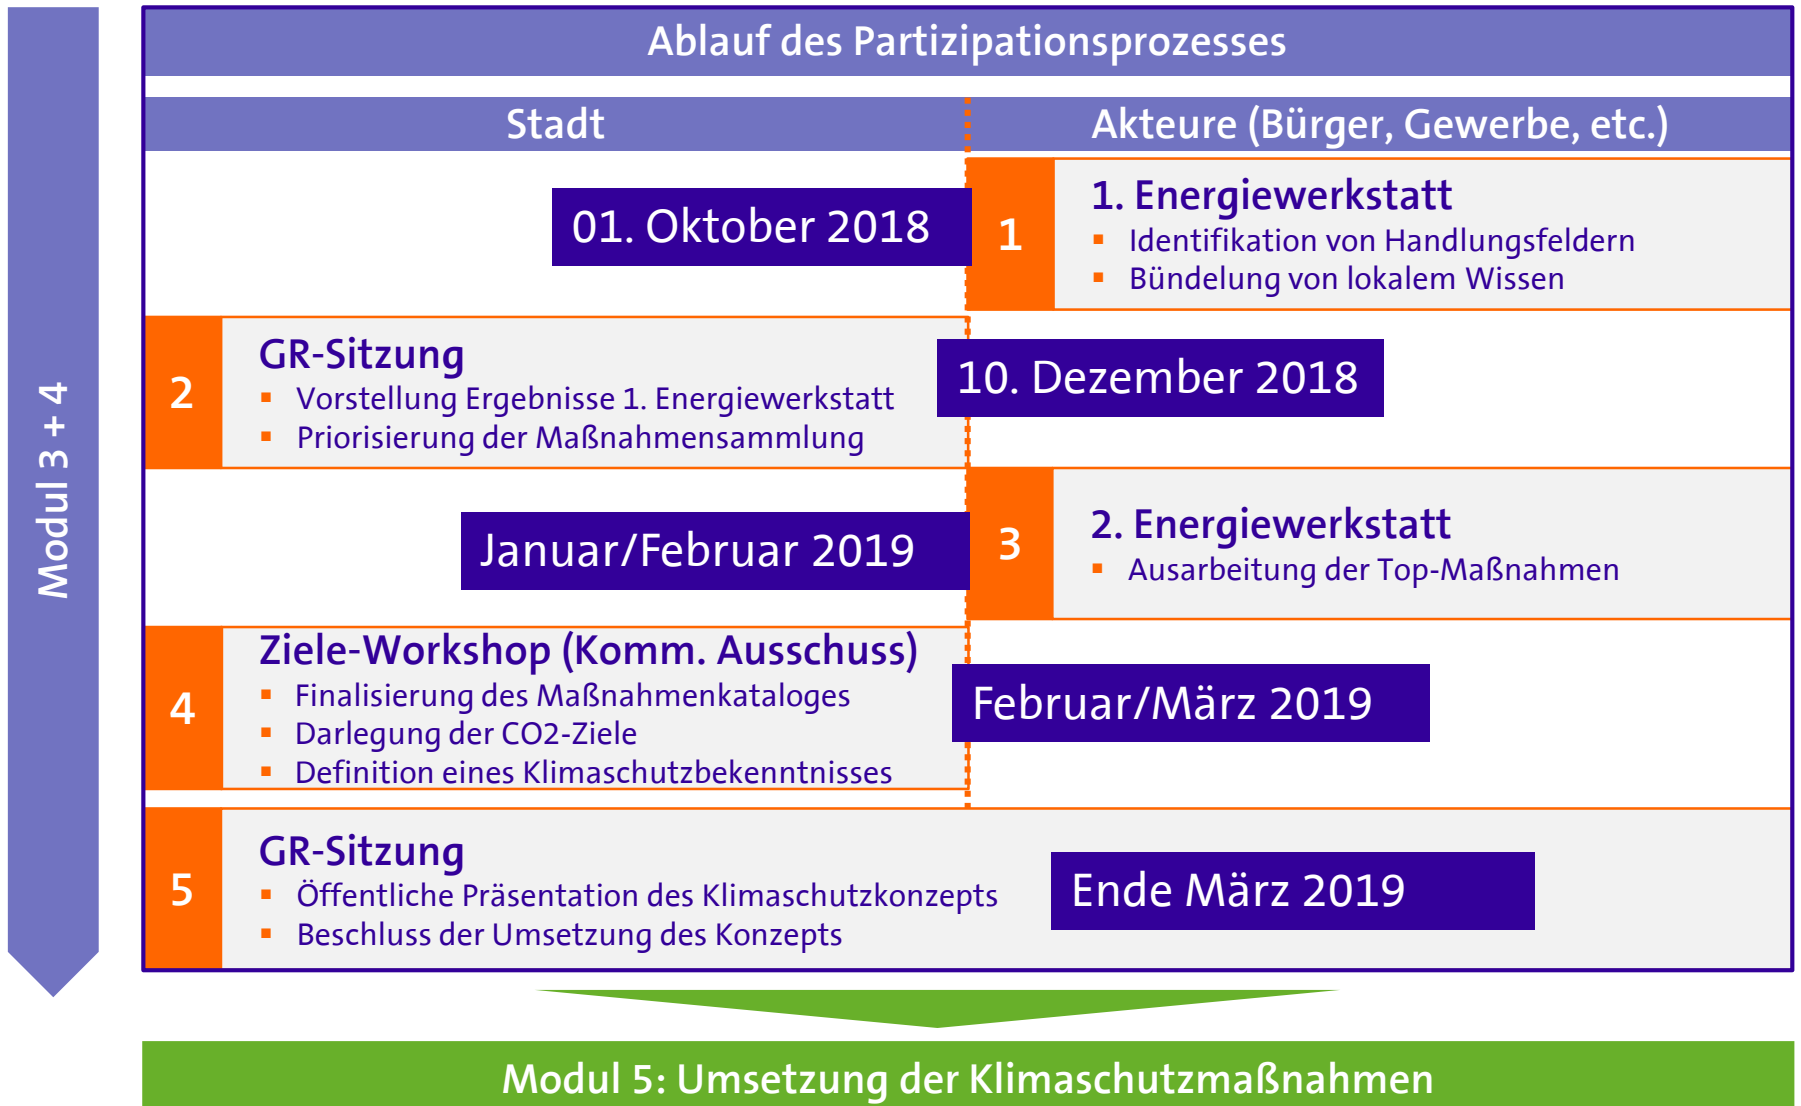 Ablauf des Partizipationsprozesses
Stadt
Akteure (Bürger, Gewerbe, etc.)
Modul 3 + 4
01. Oktober 2018
1
1. Energiewerkstatt
▪ Identifikation von Handlungsfeldern
▪ Bündelung von lokalem Wissen
2
GR-Sitzung
▪ Vorstellung Ergebnisse 1. Energiewerkstatt
▪ Priorisierung der Maßnahmensammlung
10. Dezember 2018
Januar/Februar 2019
3
2. Energiewerkstatt
▪ Ausarbeitung der Top-Maßnahmen
4
Ziele-Workshop (Komm. Ausschuss)
▪ Finalisierung des Maßnahmenkataloges
▪ Darlegung der CO2-Ziele
▪ Definition eines Klimaschutzbekenntnisses
Februar/März 2019
5
GR-Sitzung
▪ Öffentliche Präsentation des Klimaschutzkonzepts
▪ Beschluss der Umsetzung des Konzepts
Ende März 2019
Modul 5: Umsetzung der Klimaschutzmaßnahmen